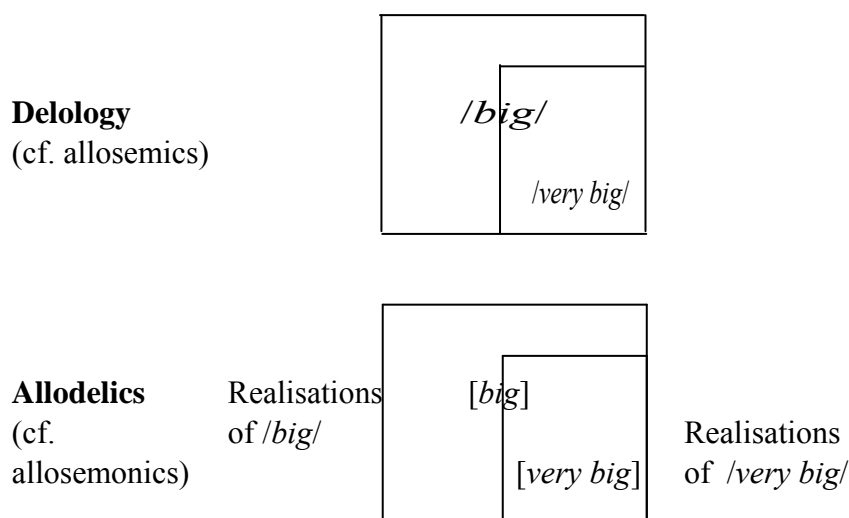 Delology
(cf. allosemics)
/big/
/very big/
Allodelics
(cf.
allosemonics)
Realisations
of /big/
[big]
[very big]
Realisations
of /very big/